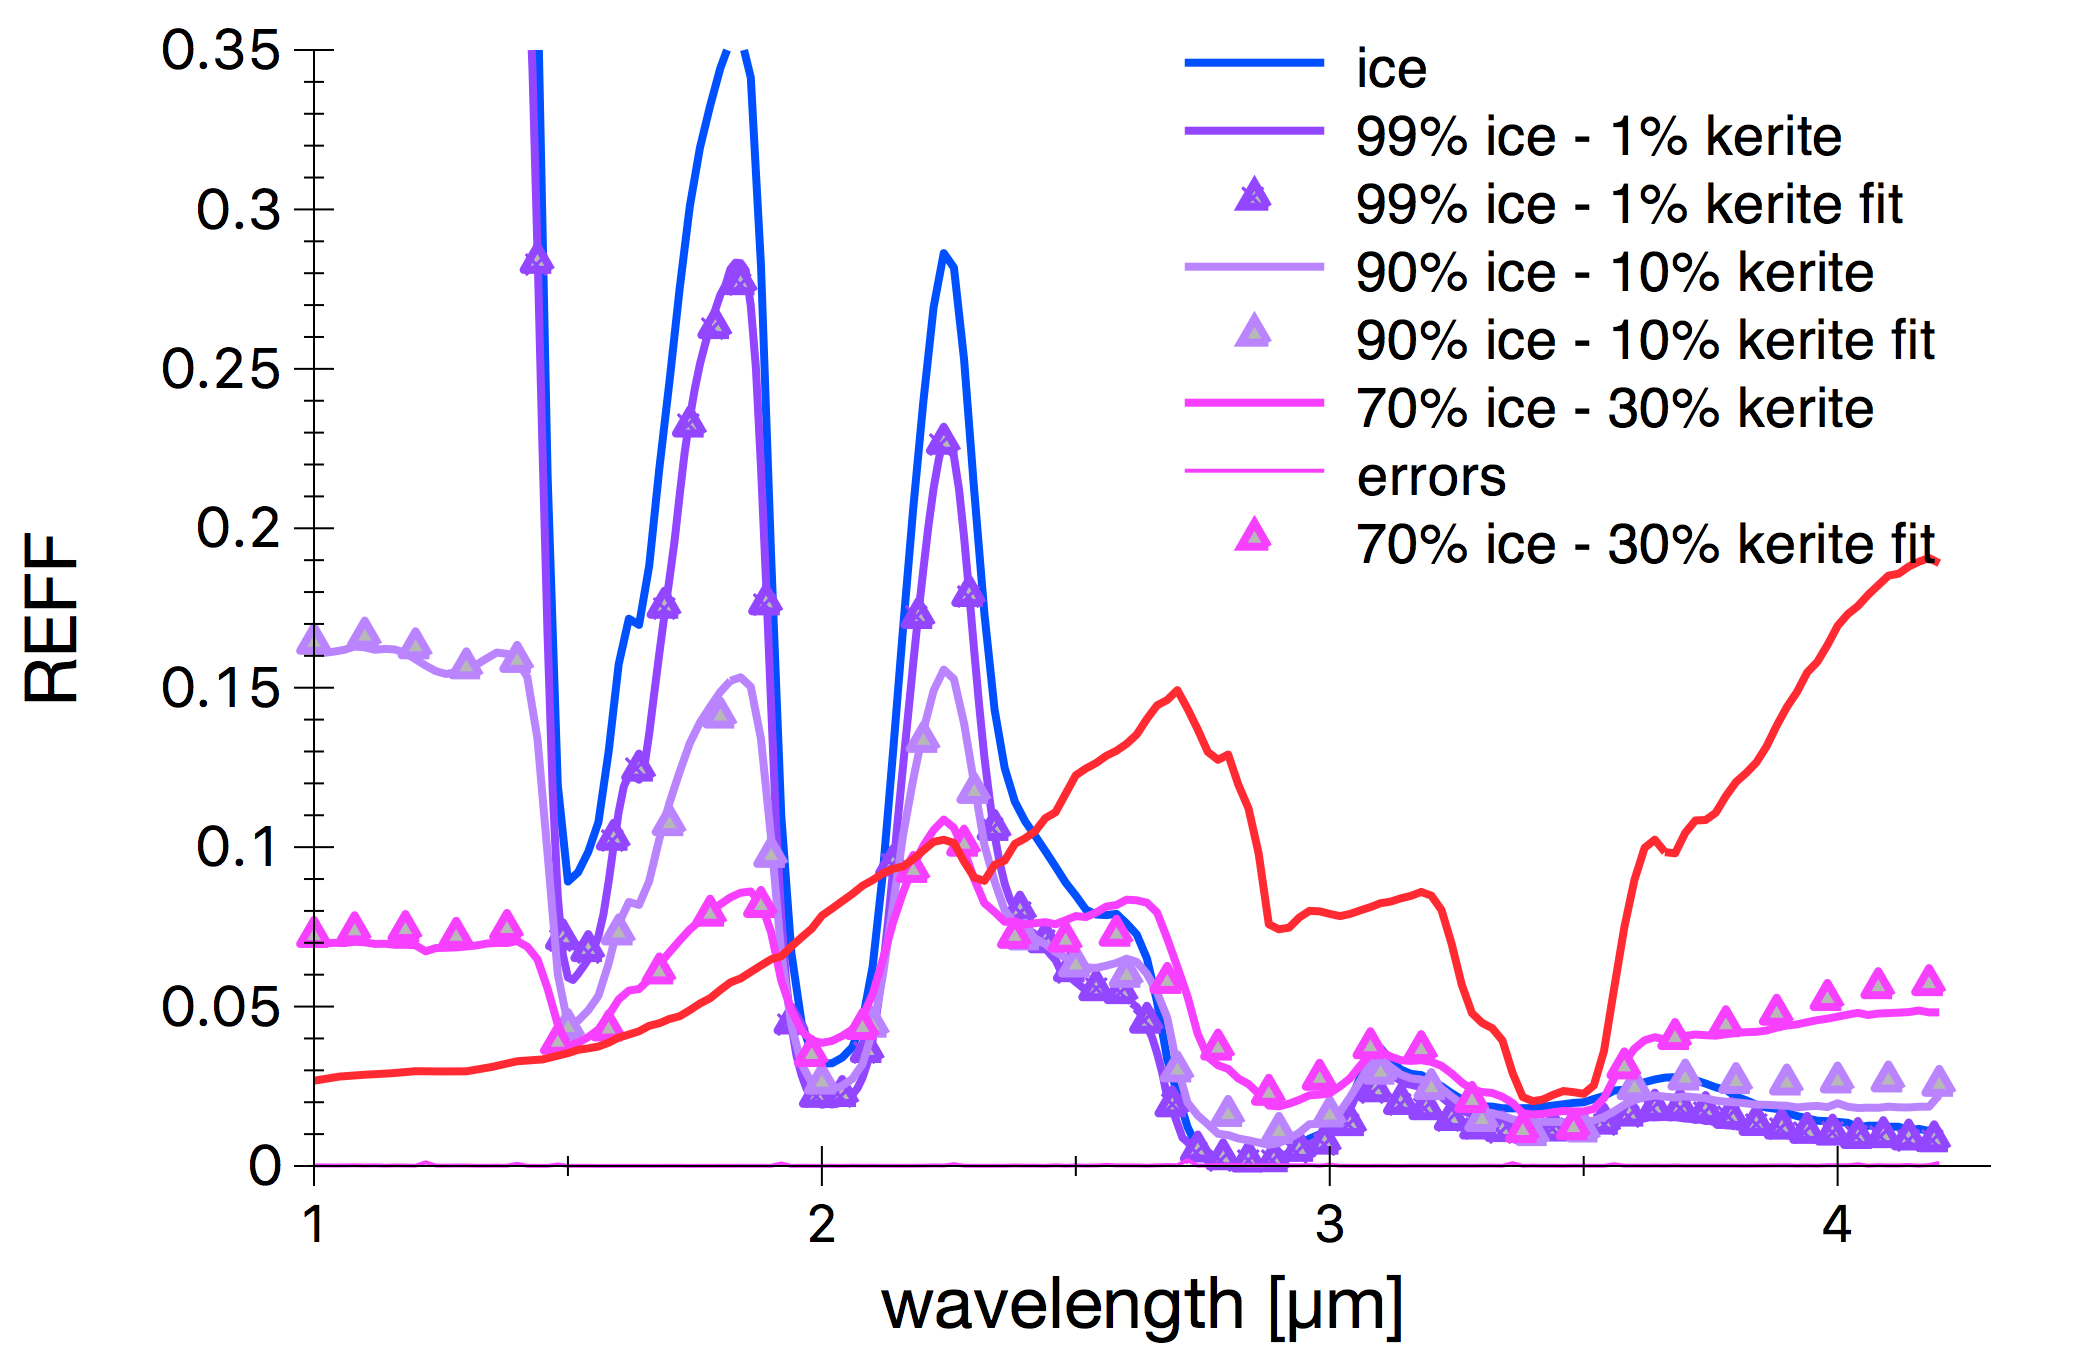 0.35
0.3
0.25
0.2
0.15
0.1
0.05
0
REFF
ice
99% ice - 1% kerite
99% ice - 1% kerite fit
90% ice - 10% kerite
90% ice - 10% kerite fit
70% ice - 30% kerite
errors
70% ice - 30% kerite fit
1 2 3 4
wavelength [µm]